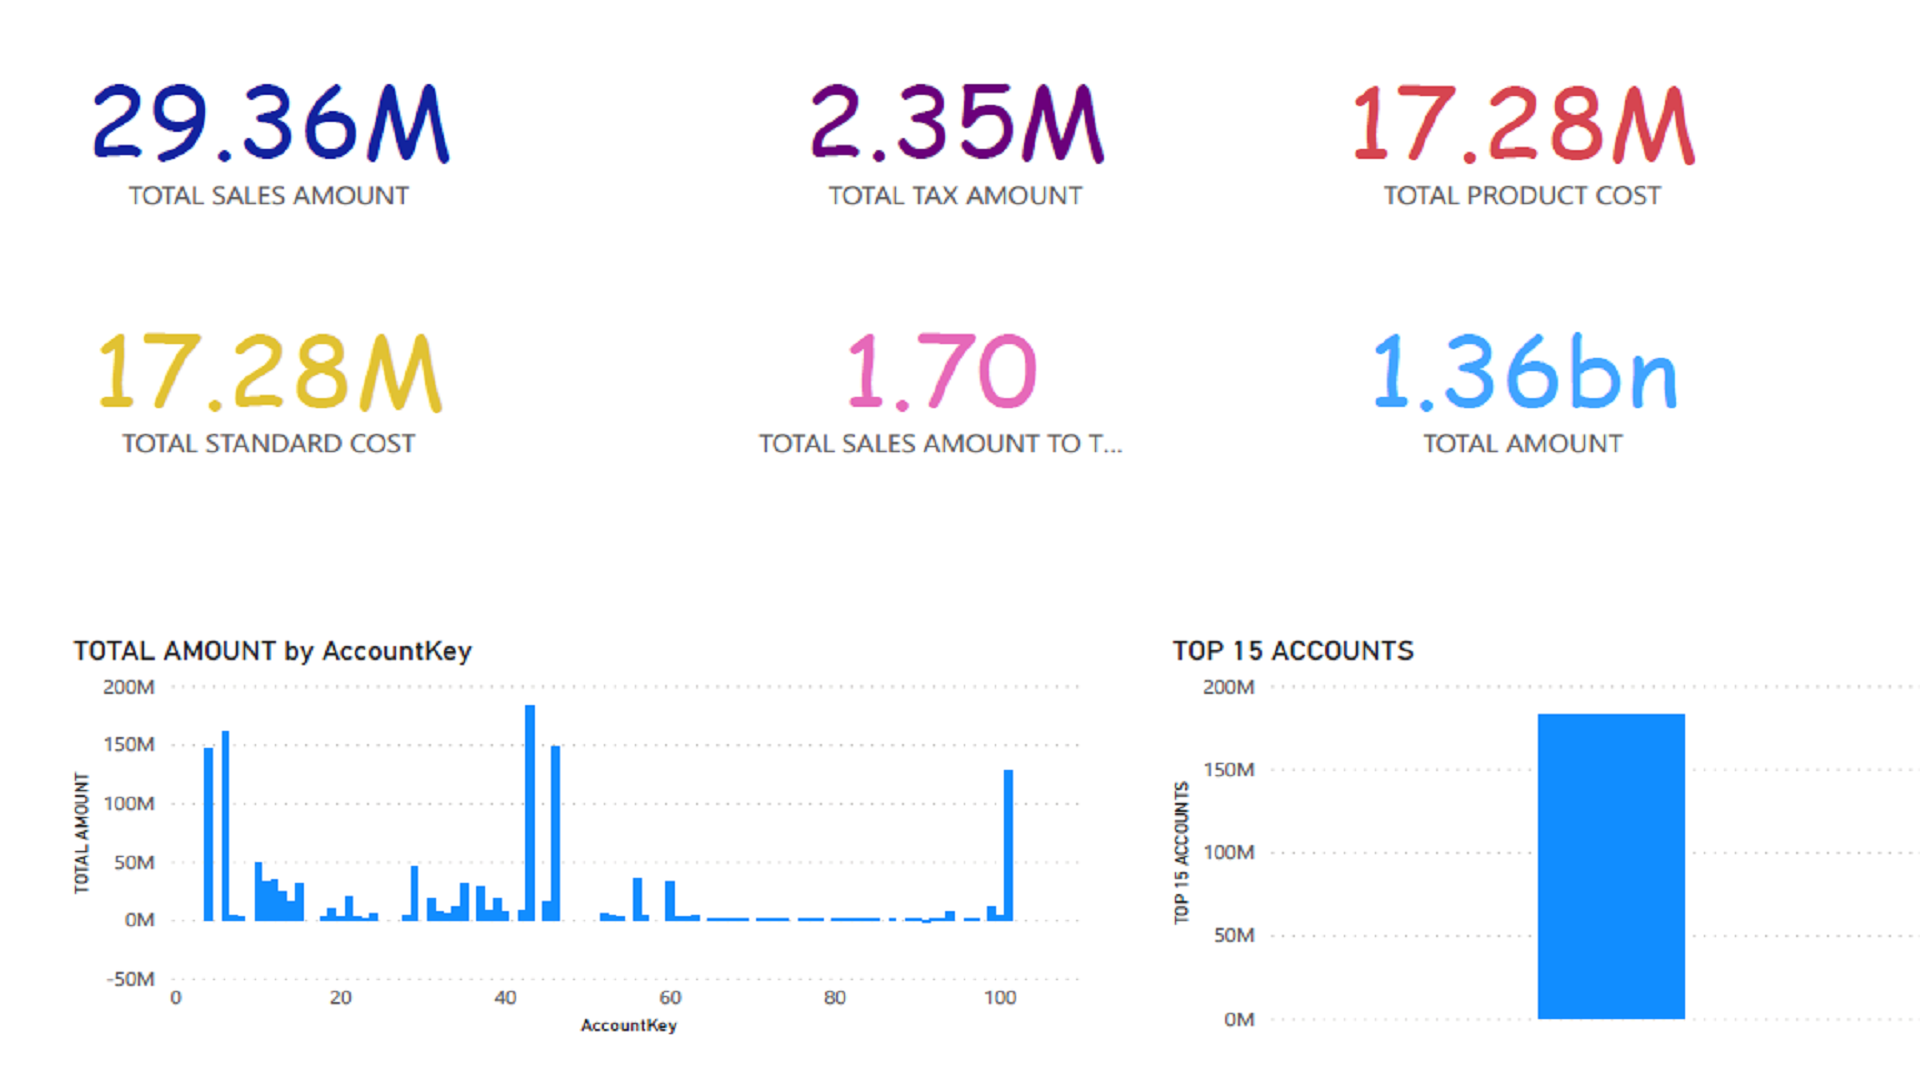 29.36M
TOTAL SALES AMOUNT
2.35M
TOTAL TAX AMOUNT
17.28M
TOTAL PRODUCT COST
17.28M
TOTAL STANDARD COST
1.70
TOTAL SALES AMOUNT TO T...
1.36bn
TOTAL AMOUNT
TOTAL AMOUNT by AccountKey
200M
150M
100M
50M
0M
-50M
TOTAL AMOUNT
0 20 40 60 80 100
AccountKey
TOP 15 ACCOUNTS
200M
150M
100M
50M
0M
TOP 15 ACCOUNTS